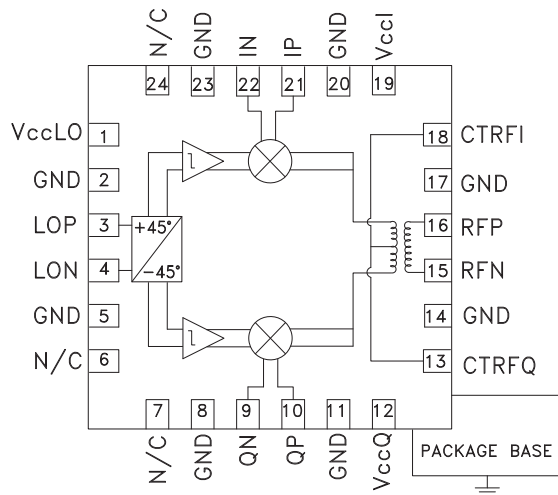 N/C
GND
IN
IP
GND
VccI
24
23
22
21
20
19
VccLO
1
GND
2
LOP
3
LON
4
GND
5
N/C
6
+45°
-45°
18
CTRFI
17
GND
16
RFP
15
RFN
14
GND
13
CTRFQ
7
8
9
10
11
12
N/C
GND
QN
QP
GND
VccQ
PACKAGE BASE